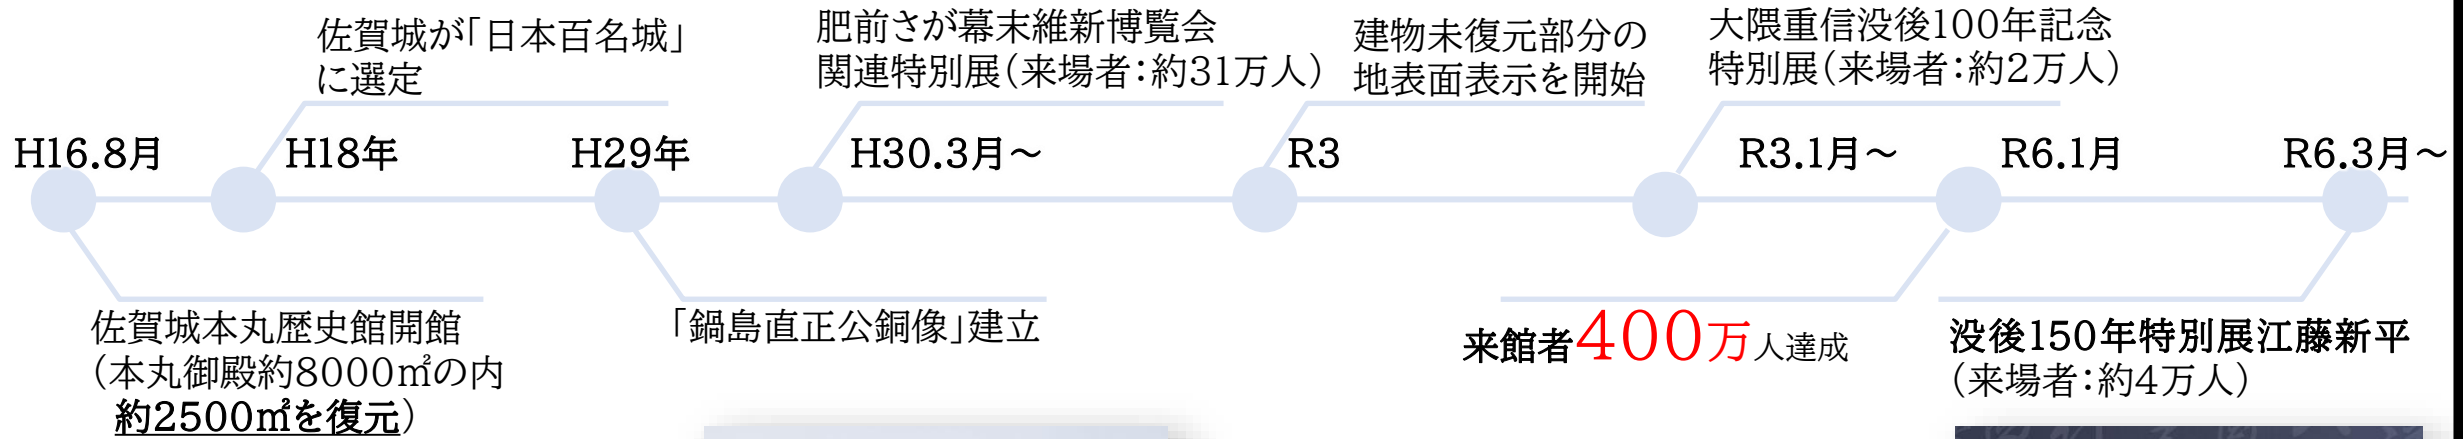 佐賀城が「日本百名城」
に選定
肥前さが幕末維新博覧会
関連特別展（来場者：約31万人）
建物未復元部分の
地表面表示を開始
大隈重信没後100年記念
特別展（来場者：約2万人）
H16.8月
H18年
H29年
H30.3月～
R3
R3.1月～
R6.1月
R6.3月～
佐賀城本丸歴史館開館
（本丸御殿約8000㎡の内
約2500㎡を復元）
「鍋島直正公銅像」建立
来館者400万人達成
没後150年特別展江藤新平
（来場者：約4万人）